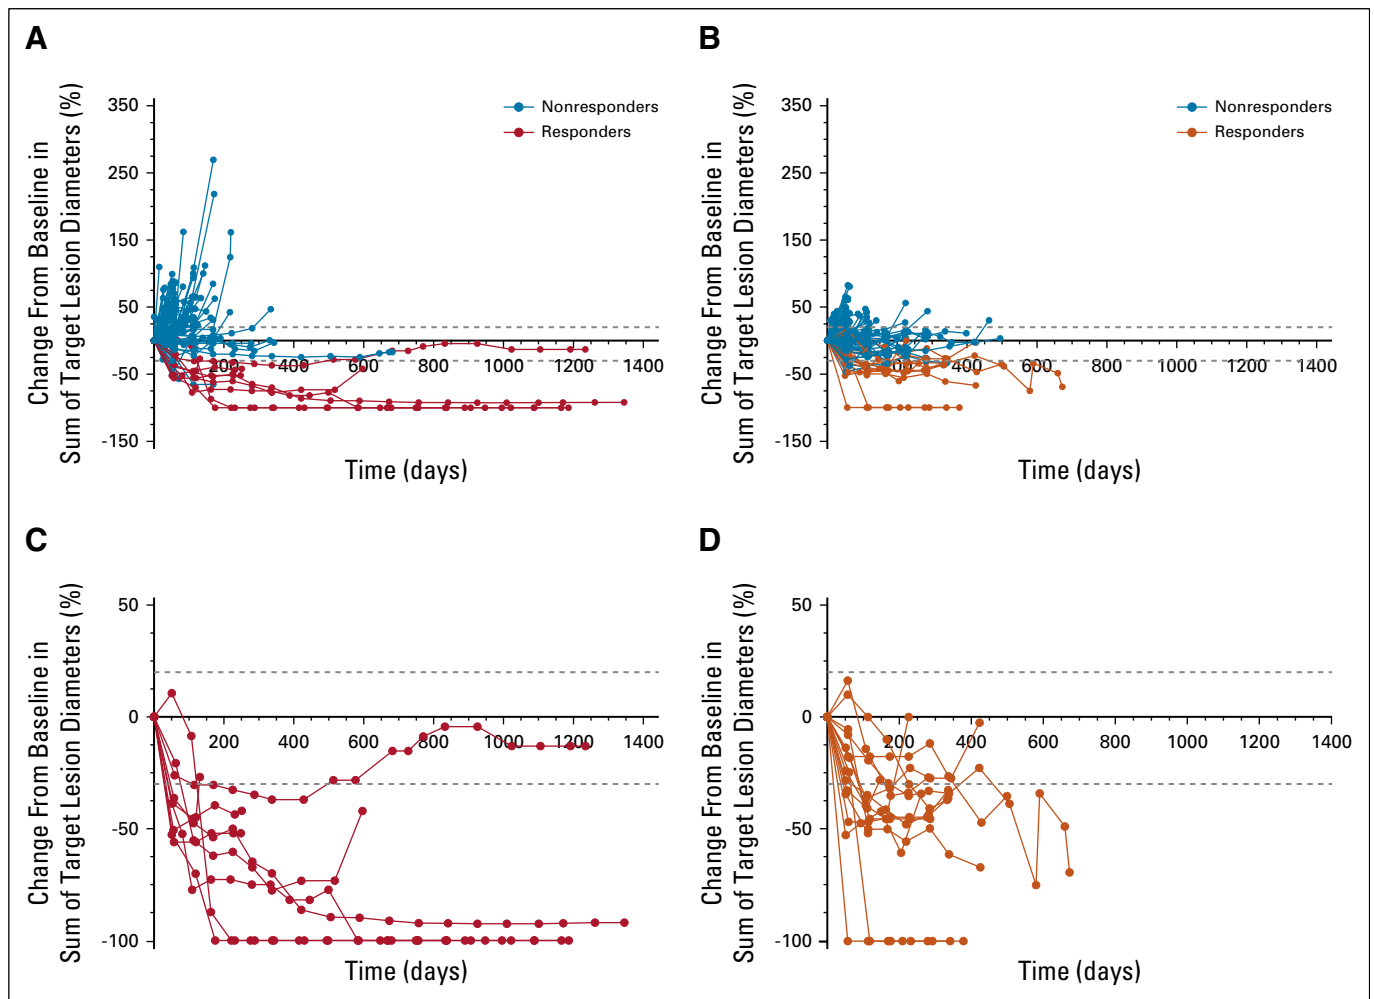 A
Change From Baseline in
Sum of Target Lesion Diameters (%)
350
250
150
50
-50
-150
200
400
600
800
1000
1200
1400
Nonresponders
Responders
Time (days)
B
Change From Baseline in
Sum of Target Lesion Diameters (%)
350
250
150
50
-50
-150
200
400
600
800
1000
1200
1400
Nonresponders
Responders
Time (days)
C
Change From Baseline in
Sum of Target Lesion Diameters (%)
50
0
-50
-100
200
400
600
800
1000
1200
1400
Time (days)
D
Change From Baseline in
Sum of Target Lesion Diameters (%)
50
0
-50
-100
200
400
600
800
1000
1200
1400
Time (days)